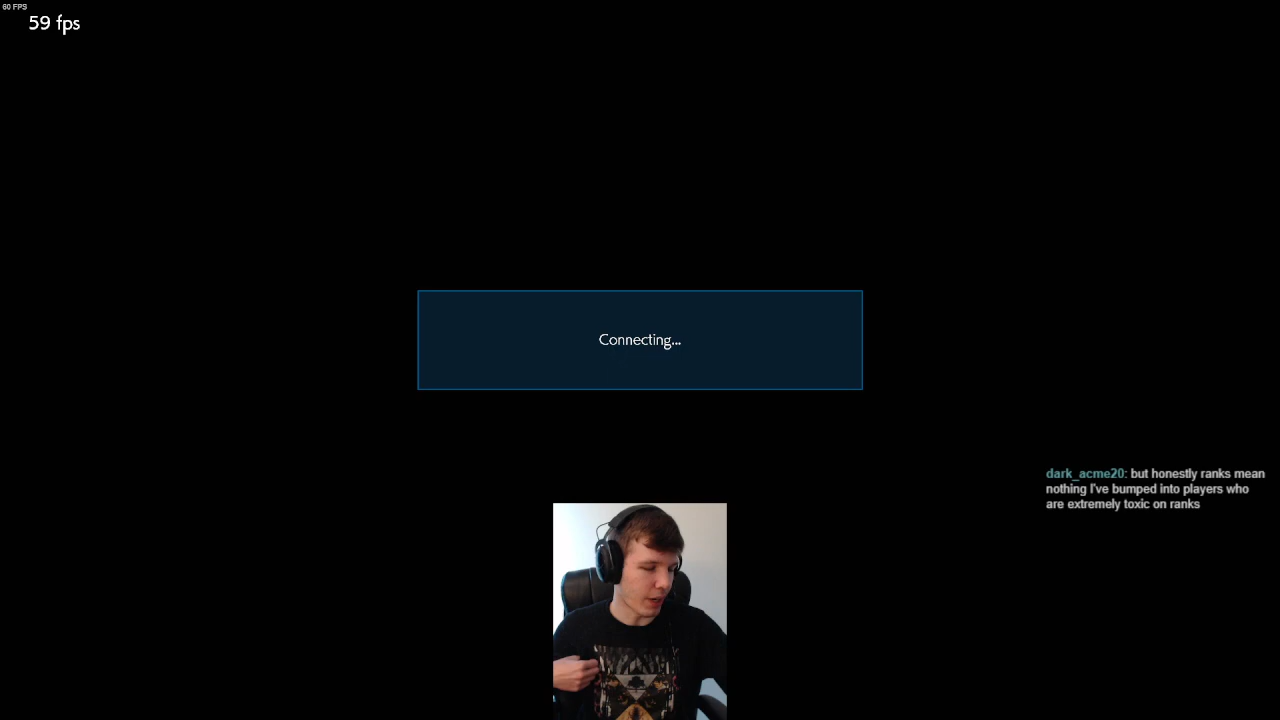 60 FPS
59 fps
Connecting...
dark_acme20: but honestly ranks mean
nothing I've bumped into players who
are extremely toxic on ranks